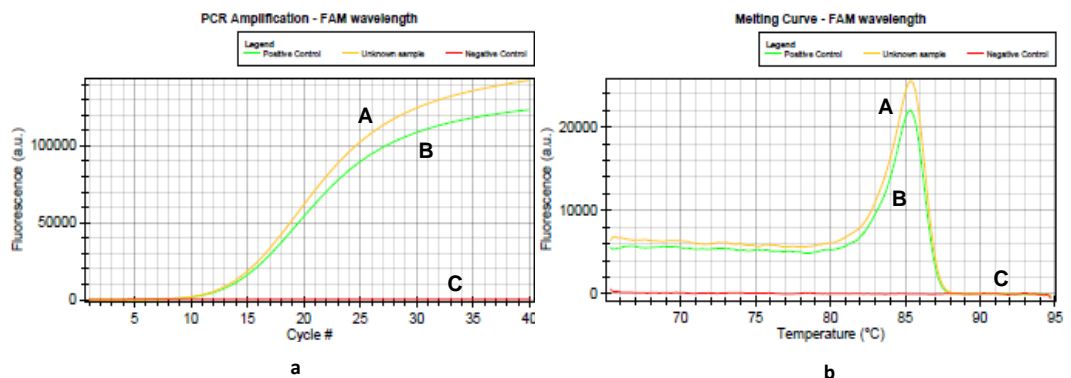 PCR Amplification - FAM wavelength
Legend
Positive Control Unknown sample Negative Control
Fluorescence (a.u.)
100000
50000
0
A
B
C
5 10 15 20 25 30 35 40
Cycle #
a
Melting Curve - FAM wavelength
Legend
Positive Control Unknown sample Negative Control
Fluorescence (a.u.)
20000
10000
0
A
B
C
70 75 80 85 90 95
Temperature (°C)
b